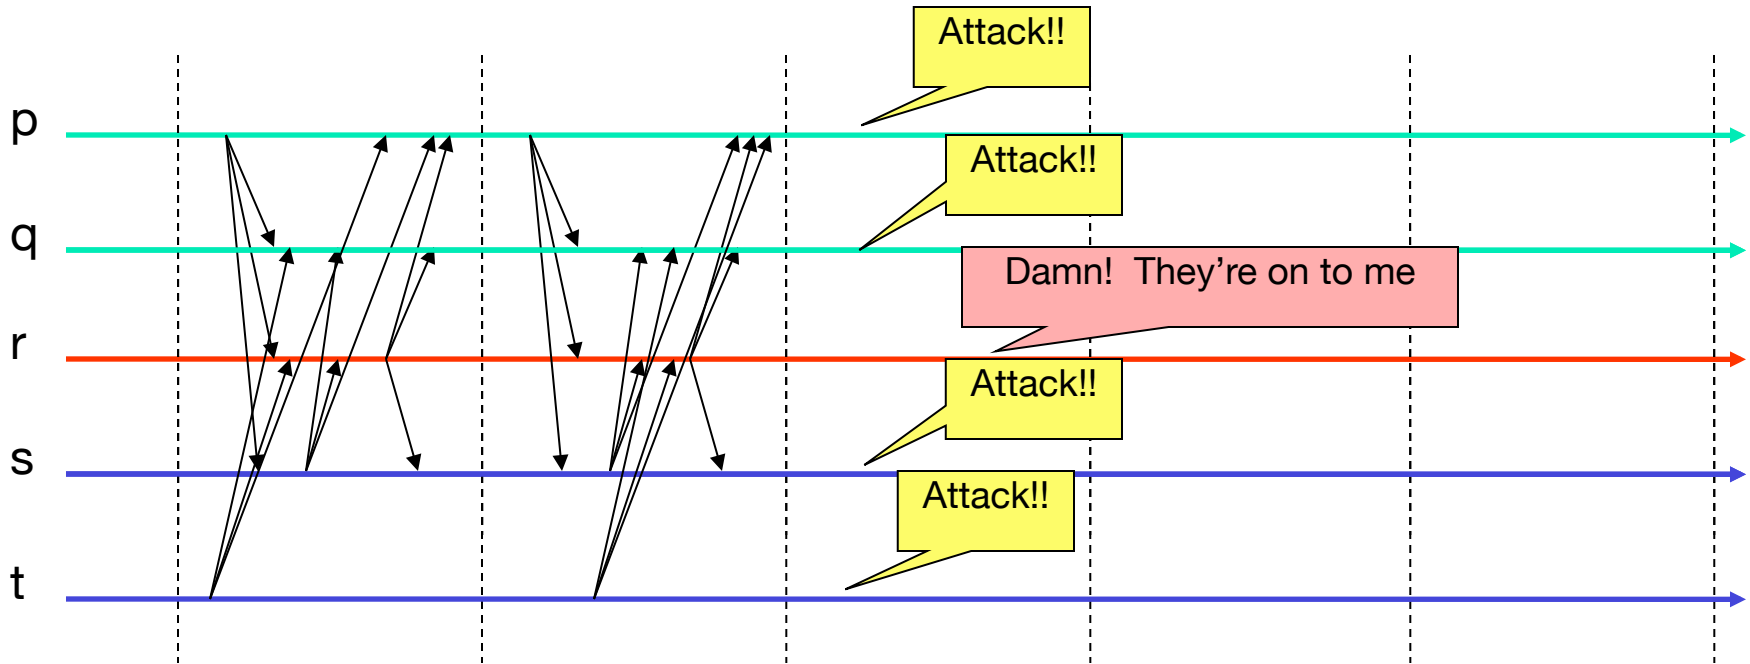 Attack!!
p
Attack!!
q
Damn!  They’re on to me
r
Attack!!
s
Attack!!
t